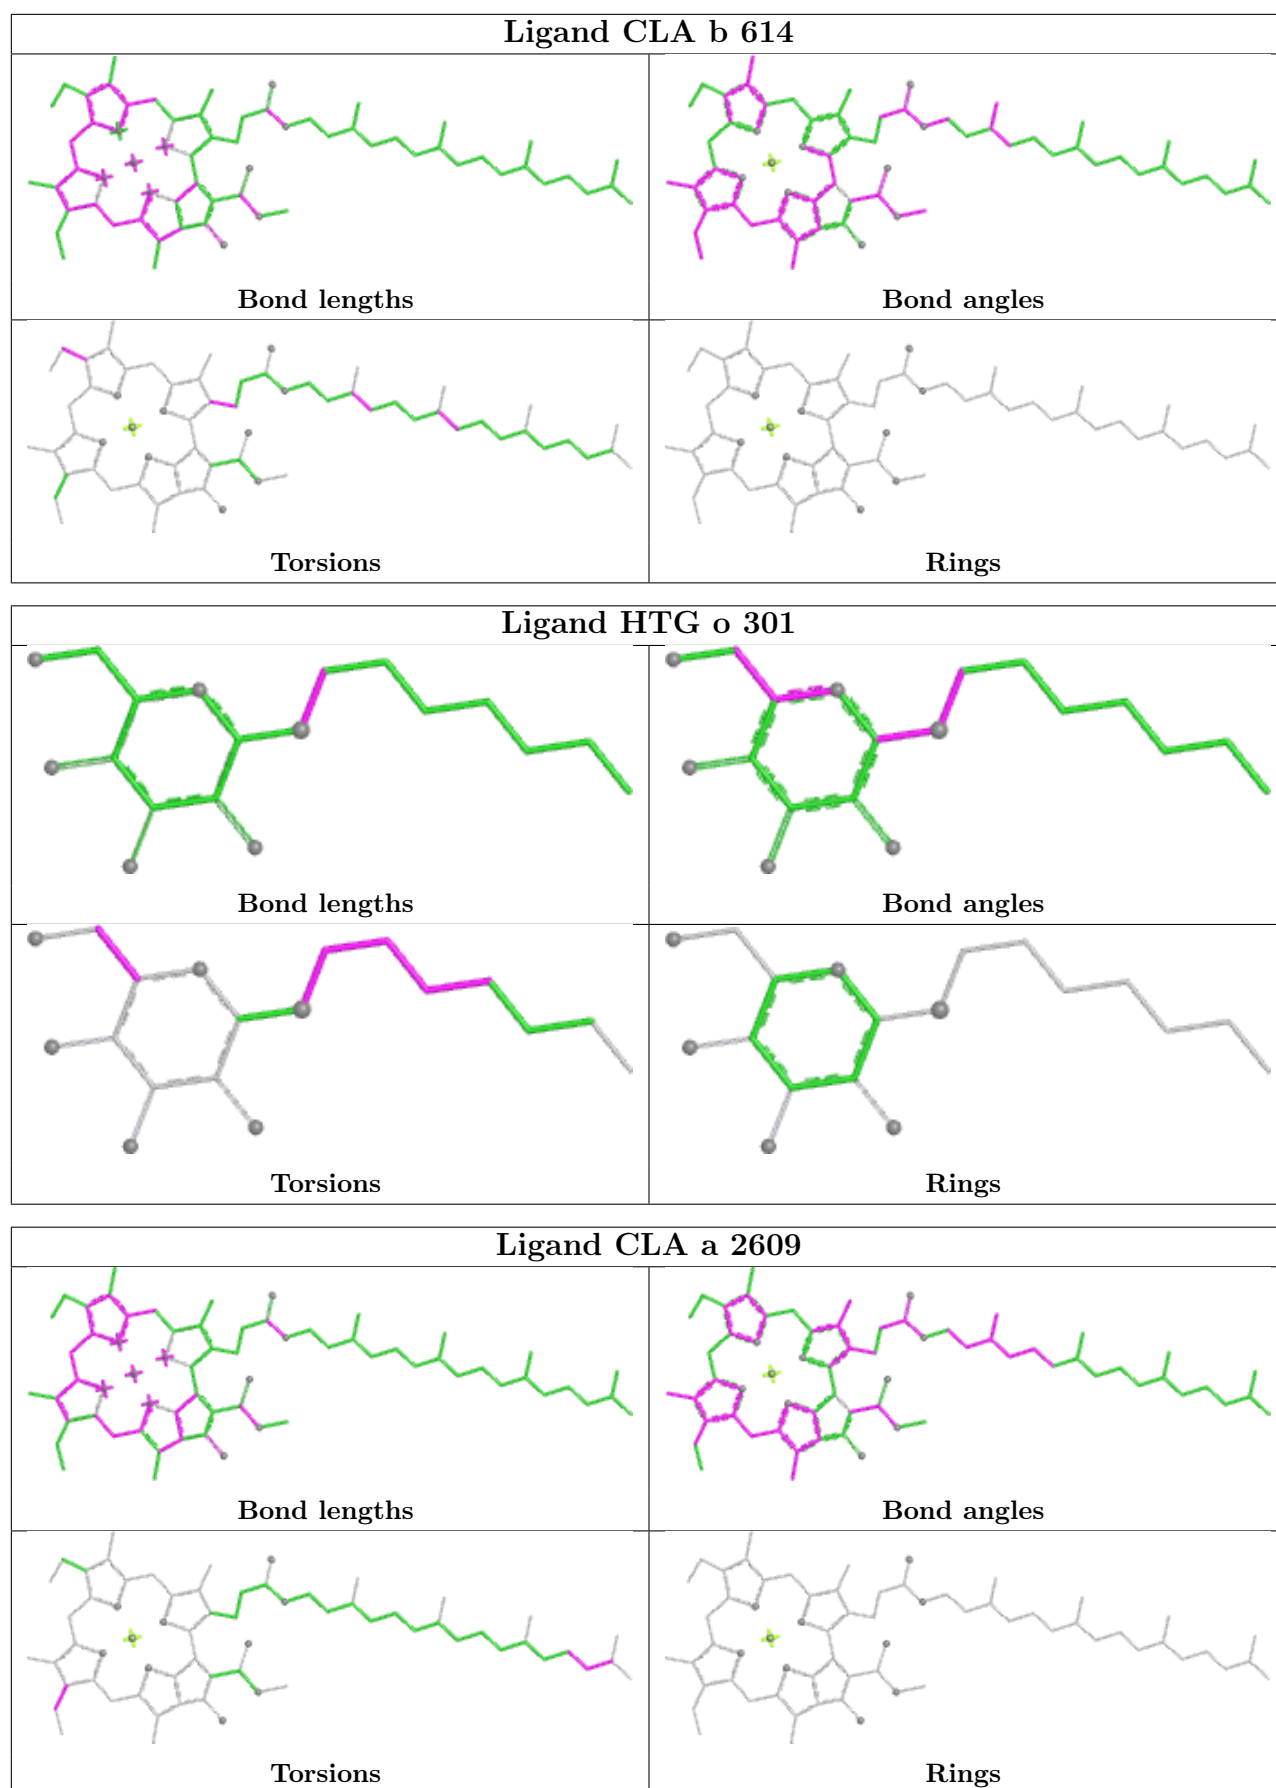 Ligand CLA b 614
Bond lengths
Bond angles
Torsions
Rings
Ligand HTG o 301
Bond lengths
Bond angles
Torsions
Rings
Ligand CLA a 2609
Bond lengths
Bond angles
Torsions
Rings